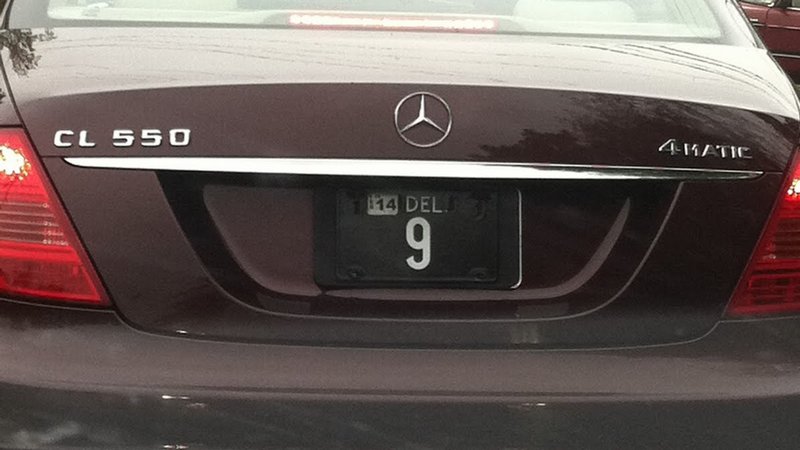 CL 550
4MATIC
14 DEL.
9